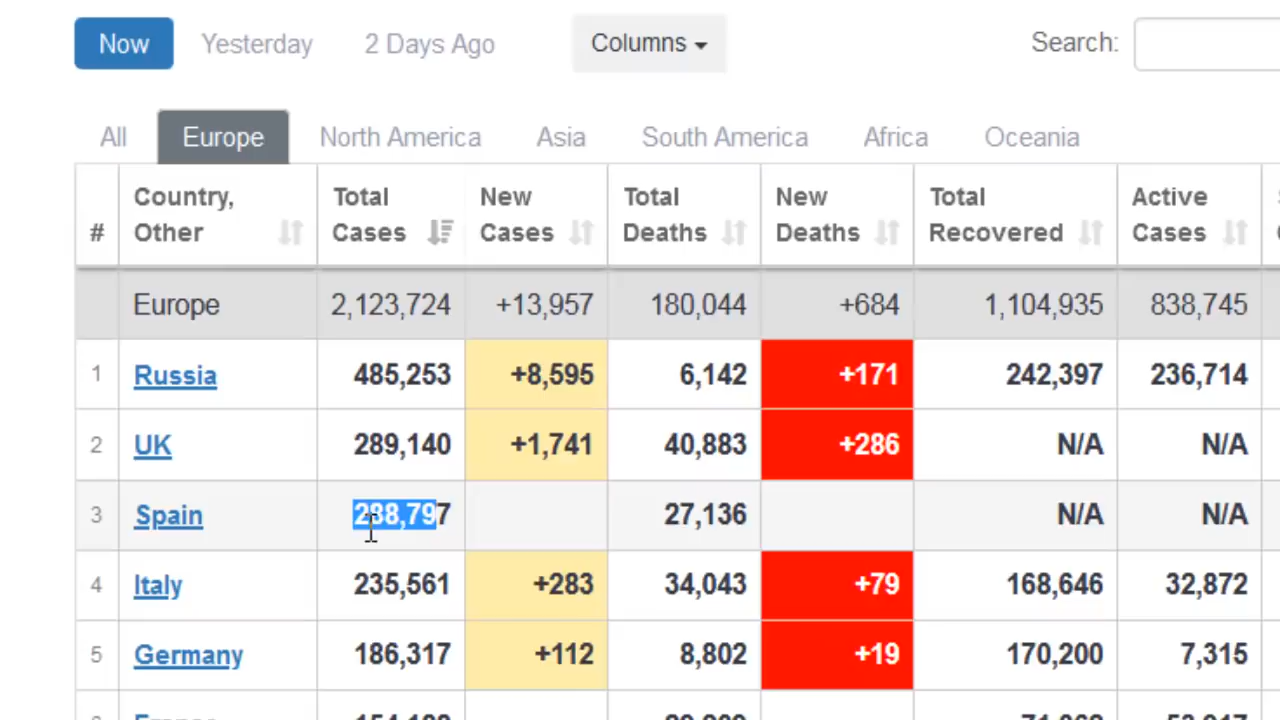 Now Yesterday 2 Days Ago Columns Search:
All Europe North America Asia South America Africa Oceania
# Country, Other Total Cases New Cases Total Deaths New Deaths Total Recovered Active Cases
Europe 2,123,724 +13,957 180,044 +684 1,104,935 838,745
1 Russia 485,253 +8,595 6,142 +171 242,397 236,714
2 UK 289,140 +1,741 40,883 +286 N/A N/A
3 Spain 288,797 27,136 N/A N/A
4 Italy 235,561 +283 34,043 +79 168,646 32,872
5 Germany 186,317 +112 8,802 +19 170,200 7,315